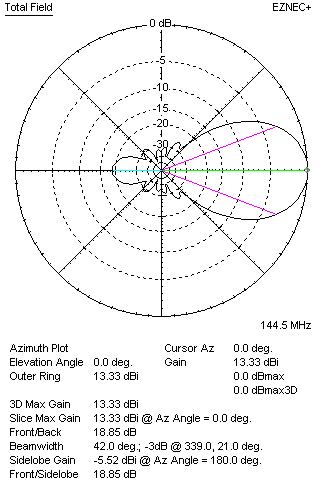 Total Field
EZNEC+
0 dB
-5
-10
-15
-20
-30
144.5 MHz
Azimuth Plot
Cursor Az 0.0 deg.
Elevation Angle 0.0 deg.
Gain 13.33 dBi
Outer Ring 13.33 dBi
0.0 dBmax
0.0 dBmax3D
3D Max Gain 13.33 dBi
Slice Max Gain 13.33 dBi @ Az Angle = 0.0 deg.
Front/Back 18.85 dB
Beamwidth 42.0 deg.; -3dB @ 339.0, 21.0 deg.
Sidelobe Gain -5.52 dBi @ Az Angle = 180.0 deg.
Front/Sidelobe 18.85 dB